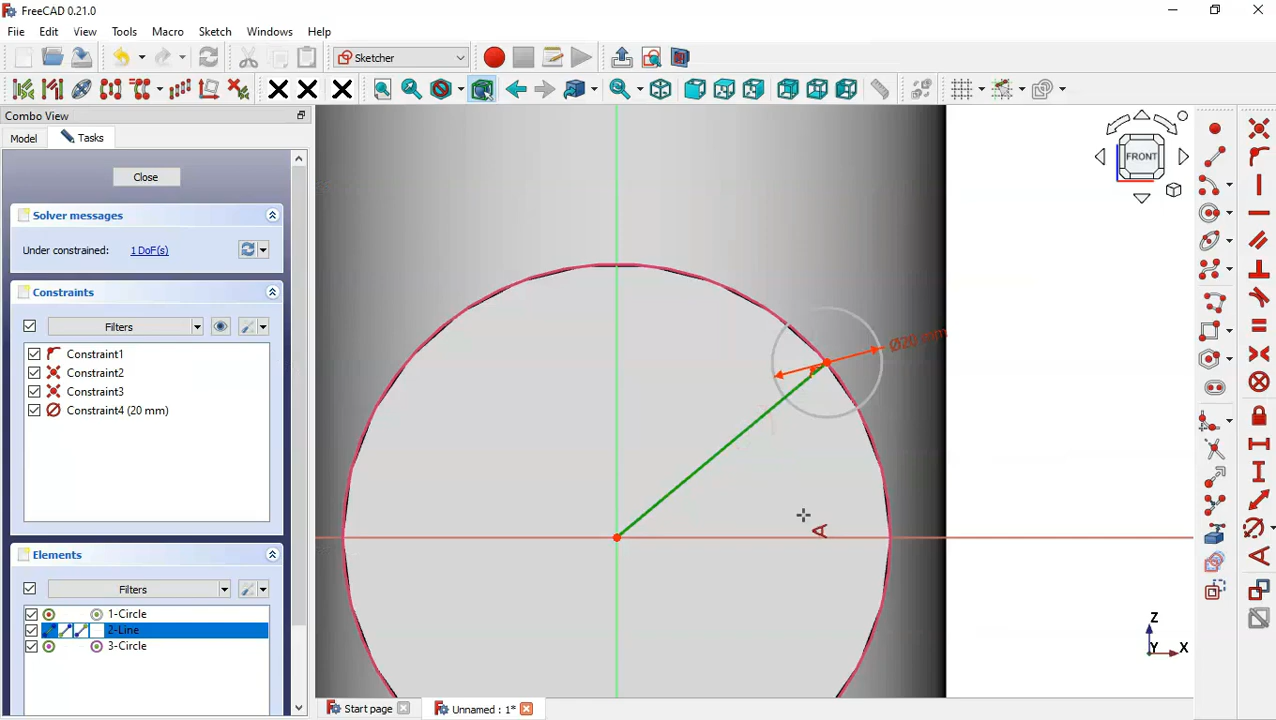 FreeCAD 0.21.0
File Edit View Tools Macro Sketch Windows Help
Sketcher
Combo View
Model Tasks
Close
Solver messages
Under constrained: 1 DoF(s)
Constraints
Filters
Constraint1
Constraint2
Constraint3
Constraint4 (20 mm)
Elements
Filters
1-Circle
2-Line
3-Circle
Ø20 mm
FRONT
Z
Y X
Start page Unnamed : 1*